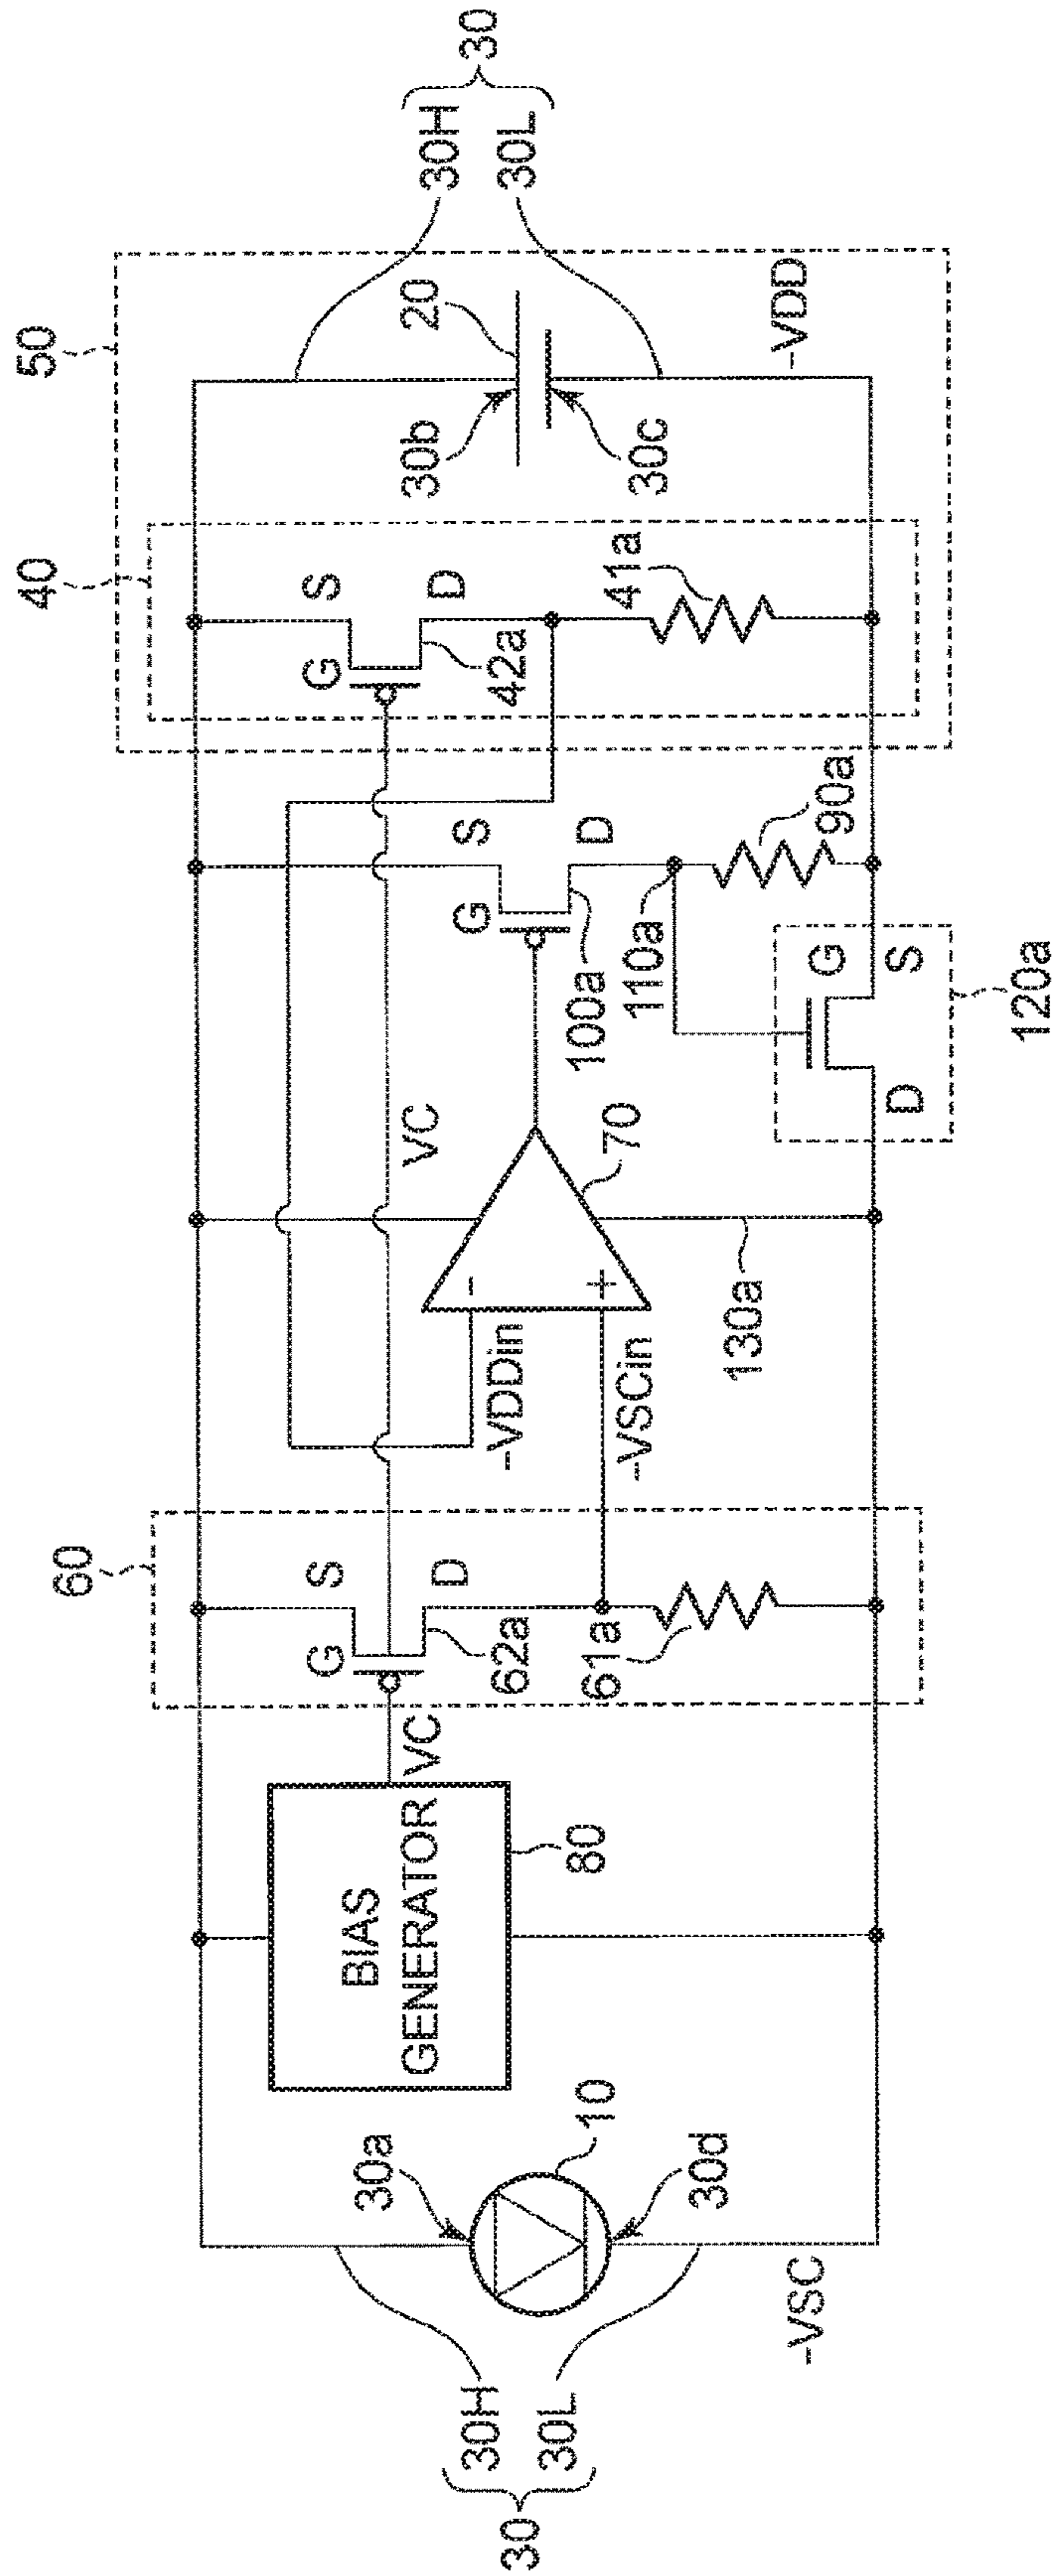 30
30H
30L
50
40
S
G
D
42a
41a
30b
20
30c
-VDD
S
G
D
100a
110a
90a
G
S
D
120a
VC
70
-
+
-VDDin
-VSCin
130a
60
S
G
D
62a
61a
VC
BIAS
GENERATOR
80
30a
10
30d
-VSC
30H
30L
30